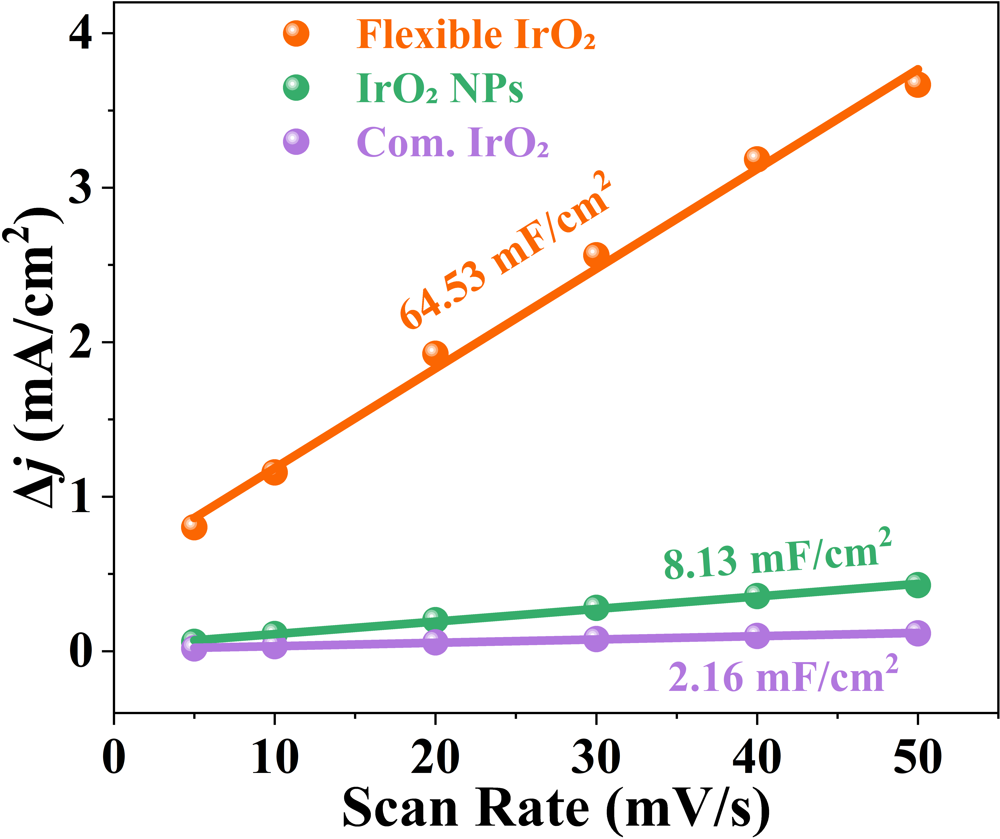 Flexible IrO₂
IrO₂ NPs
Com. IrO₂
64.53 mF/cm²
8.13 mF/cm²
2.16 mF/cm²
Δj (mA/cm²)
4
3
2
1
0
0 10 20 30 40 50
Scan Rate (mV/s)